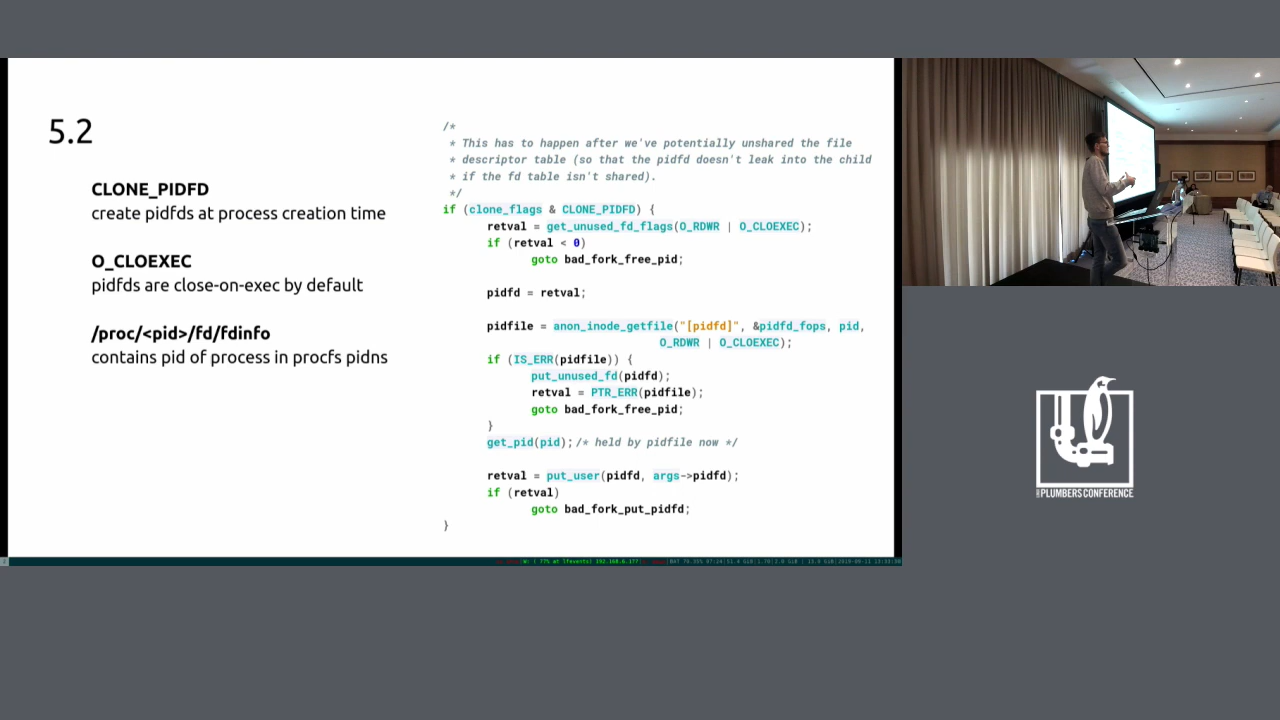 5.2
CLONE_PIDFD
create pidfds at process creation time
O_CLOEXEC
pidfds are close-on-exec by default
/proc/<pid>/fd/fdinfo
contains pid of process in procfs pidns
/*
* This has to happen after we've potentially unshared the file
* descriptor table (so that the pidfd doesn't leak into the child
* if the fd table isn't shared).
*/
if (clone_flags & CLONE_PIDFD) {
retval = get_unused_fd_flags(O_RDWR | O_CLOEXEC);
if (retval < 0)
goto bad_fork_free_pid;
pidfd = retval;
pidfile = anon_inode_getfile("[pidfd]", &pidfd_fops, pid,
O_RDWR | O_CLOEXEC);
if (IS_ERR(pidfile)) {
put_unused_fd(pidfd);
retval = PTR_ERR(pidfile);
goto bad_fork_free_pid;
}
get_pid(pid); /* held by pidfile now */
retval = put_user(pidfd, args->pidfd);
if (retval)
goto bad_fork_put_pidfd;
}
PLUMBERS CONFERENCE